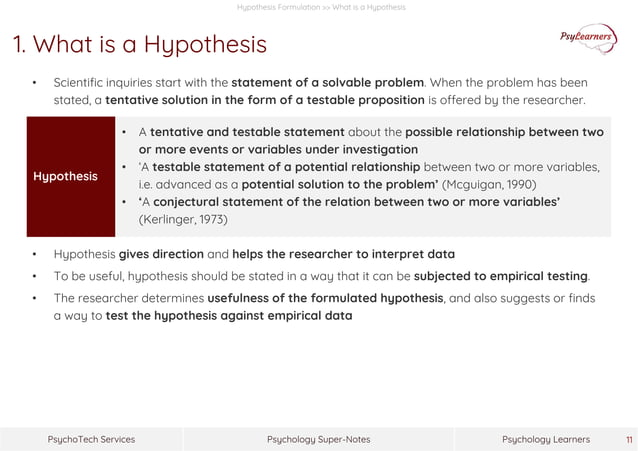 Hypothesis Formulation >> What is a Hypothesis
1. What is a Hypothesis
PsyLearners
• Scientific inquiries start with the statement of a solvable problem. When the problem has been
stated, a tentative solution in the form of a testable proposition is offered by the researcher.
Hypothesis
• A tentative and testable statement about the possible relationship between two
or more events or variables under investigation
• 'A testable statement of a potential relationship between two or more variables,
i.e. advanced as a potential solution to the problem’ (Mcguigan, 1990)
• ‘A conjectural statement of the relation between two or more variables’
(Kerlinger, 1973)
• Hypothesis gives direction and helps the researcher to interpret data
• To be useful, hypothesis should be stated in a way that it can be subjected to empirical testing.
• The researcher determines usefulness of the formulated hypothesis, and also suggests or finds
a way to test the hypothesis against empirical data
PsychoTech Services
Psychology Super-Notes
Psychology Learners
11